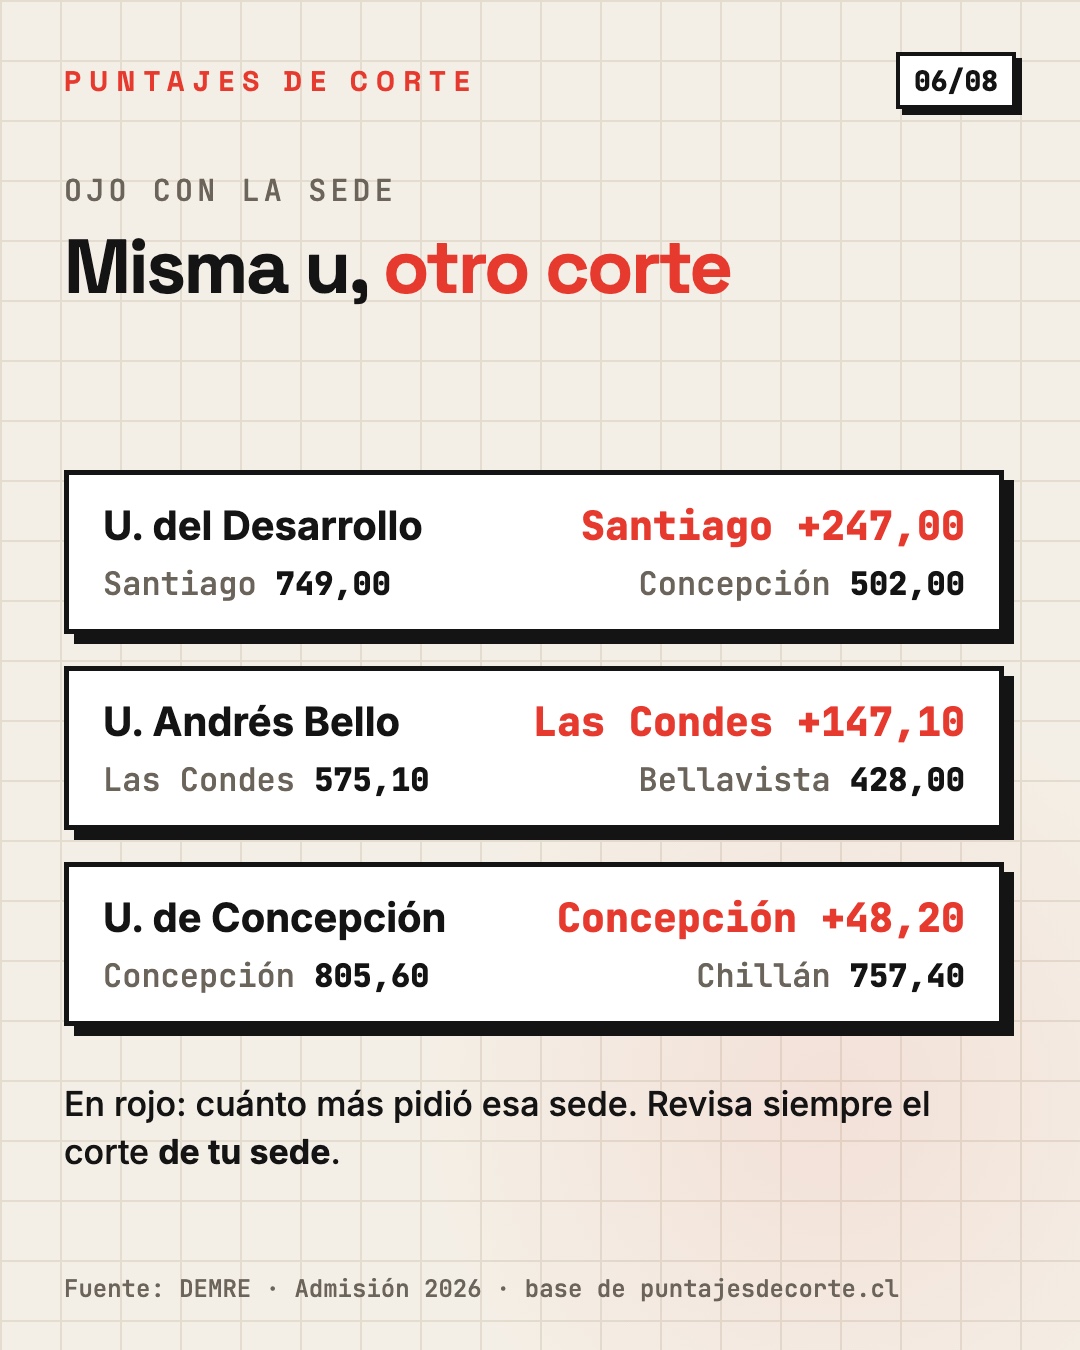 PUNTAJES DE CORTE
06/08
OJO CON LA SEDE
Misma u, otro corte
U. del Desarrollo Santiago +247,00
Santiago 749,00 Concepción 502,00
U. Andrés Bello Las Condes +147,10
Las Condes 575,10 Bellavista 428,00
U. de Concepción Concepción +48,20
Concepción 805,60 Chillán 757,40
En rojo: cuánto más pidió esa sede. Revisa siempre el
corte de tu sede.
Fuente: DEMRE · Admisión 2026 · base de puntajesdecorte.cl